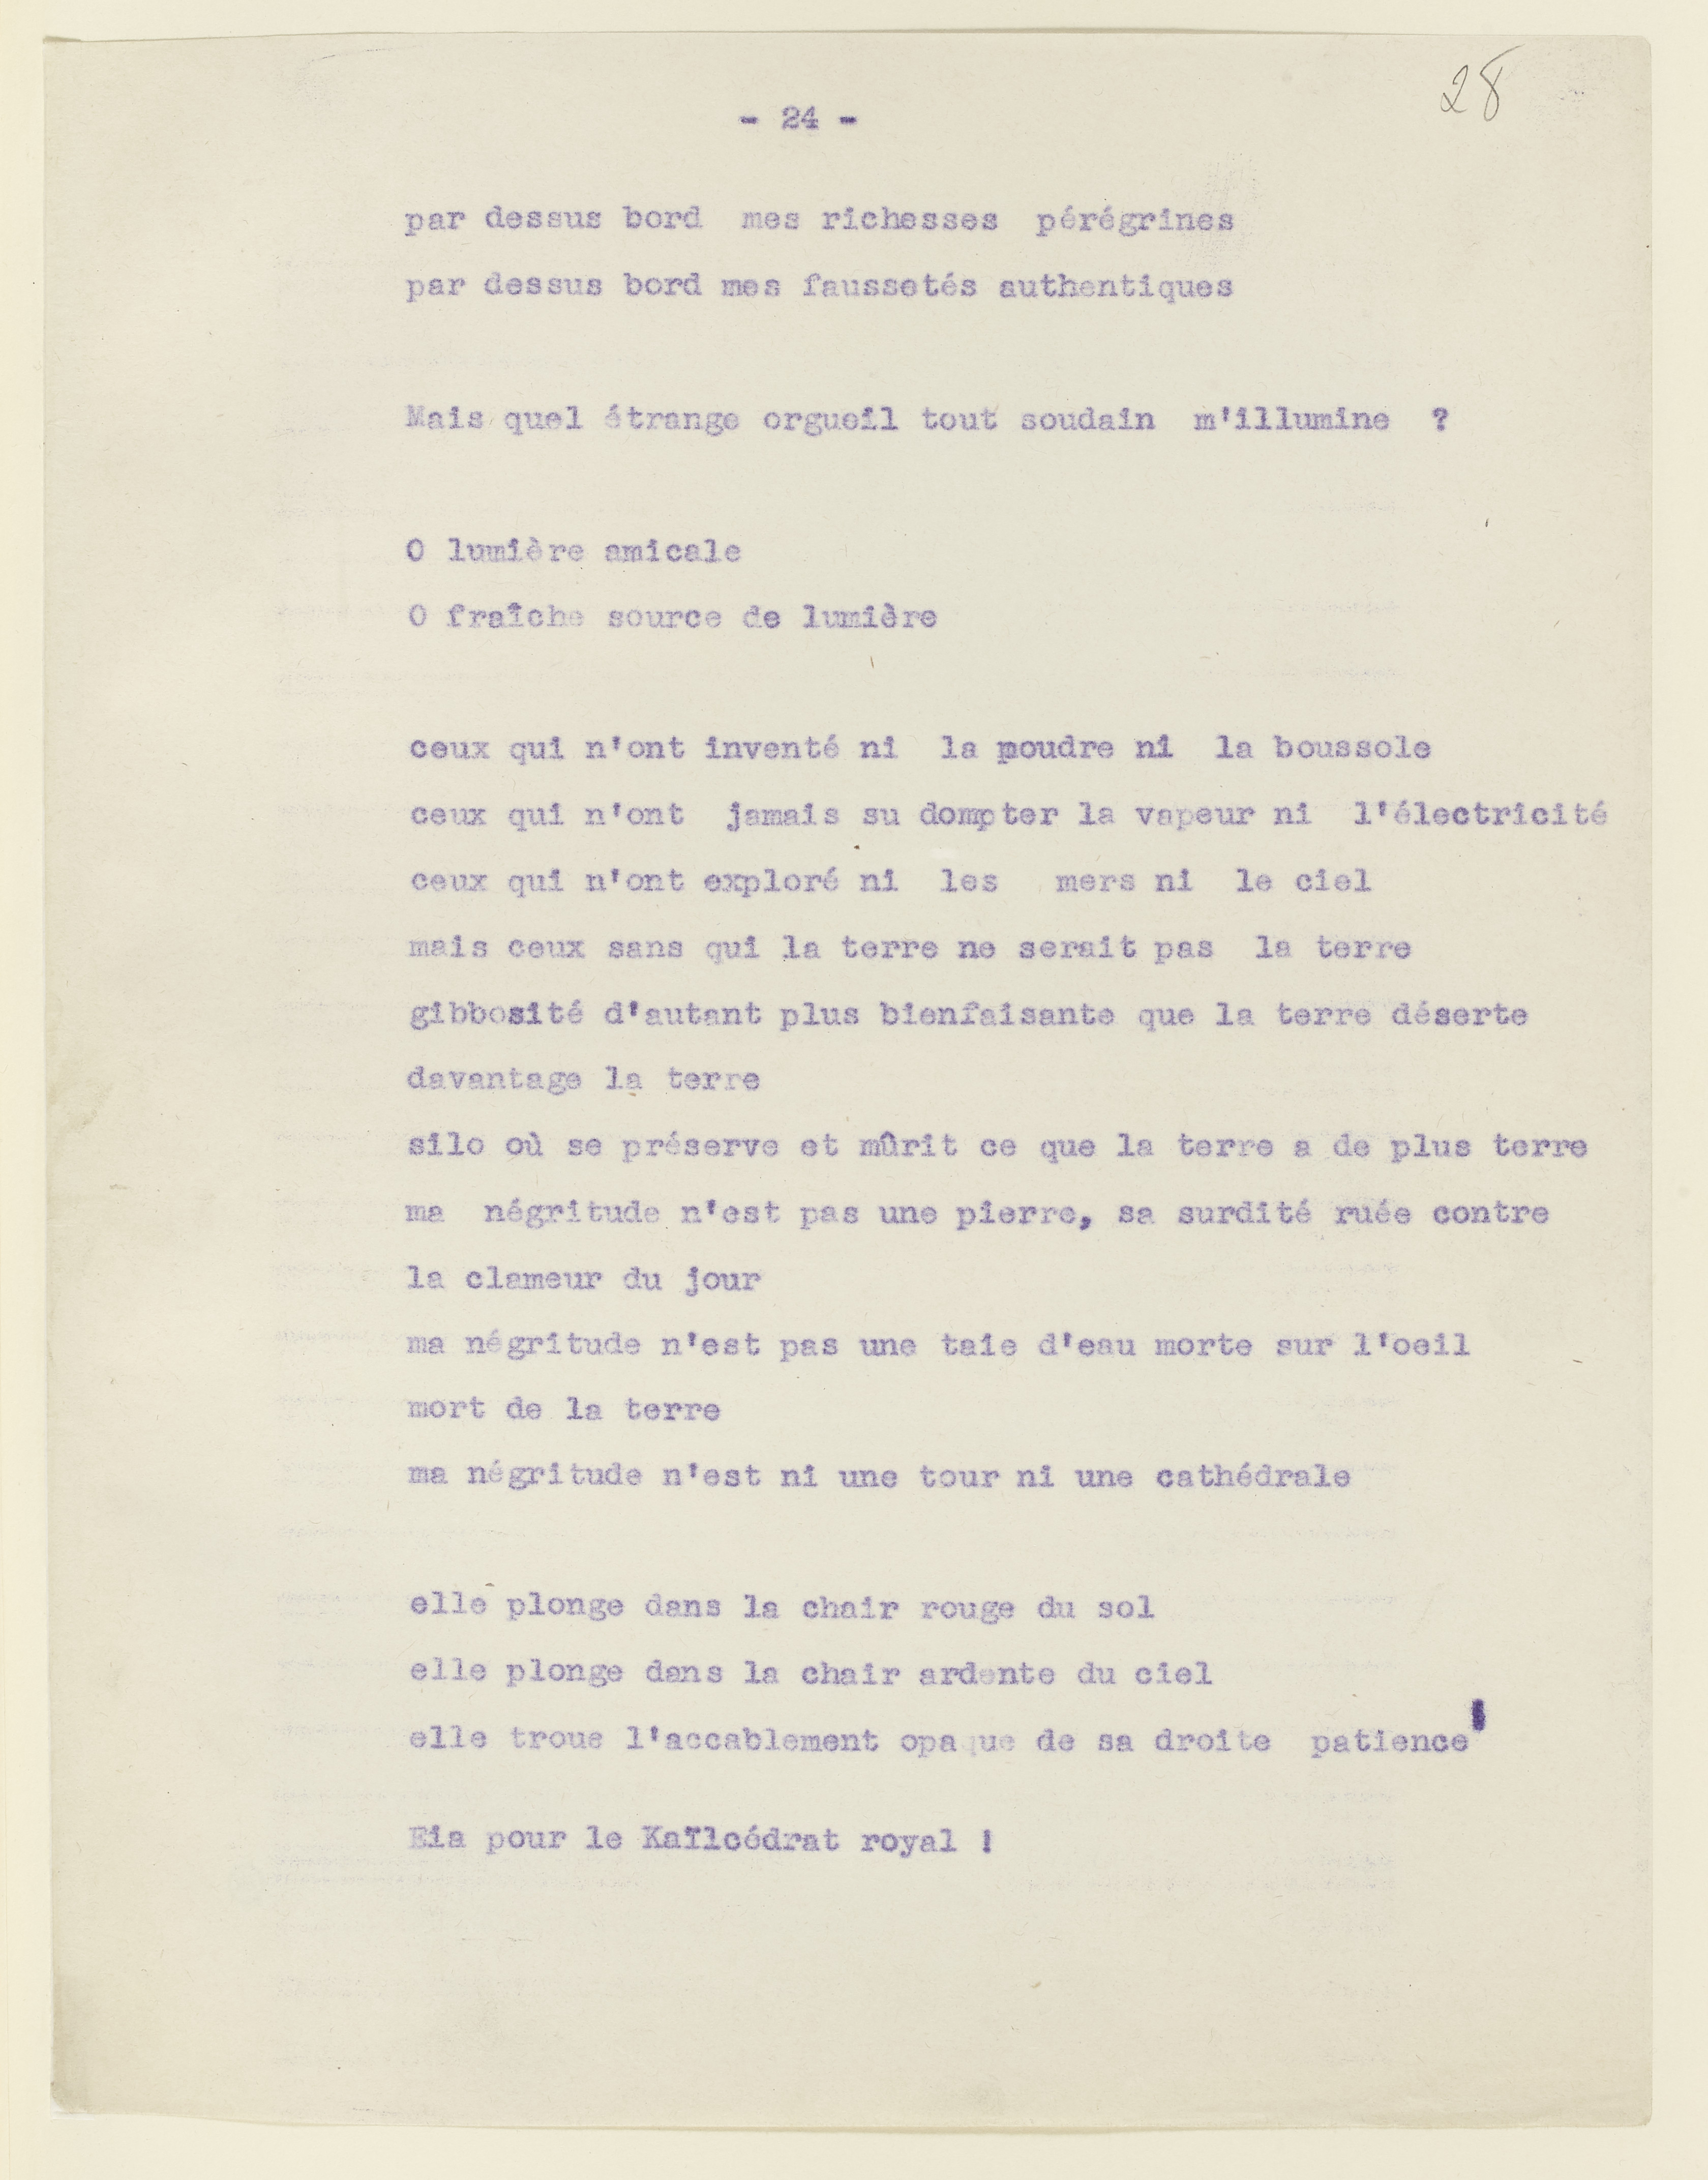 28
- 24 -
par dessus bord mes richesses pérégrines
par dessus bord mes faussetés authentiques
Mais quel étrange orgueil tout soudain m'illumine ?
O lumière amicale
O fraîche source de lumière
ceux qui n'ont inventé ni la poudre ni la boussole
ceux qui n'ont jamais su dompter la vapeur ni l'électricité
ceux qui n'ont exploré ni les mers ni le ciel
mais ceux sans qui la terre ne serait pas la terre
gibbosité d'autant plus bienfaisante que la terre déserte
davantage la terre
silo où se préserve et mûrit ce que la terre a de plus terre
ma négritude n'est pas une pierre, sa surdité ruée contre
la clameur du jour
ma négritude n'est pas une taie d'eau morte sur l'oeil
mort de la terre
ma négritude n'est ni une tour ni une cathédrale
elle plonge dans la chair rouge du sol
elle plonge dans la chair ardente du ciel
elle troue l'accablement opaque de sa droite patience
Eia pour le Kaïlcédrat royal !